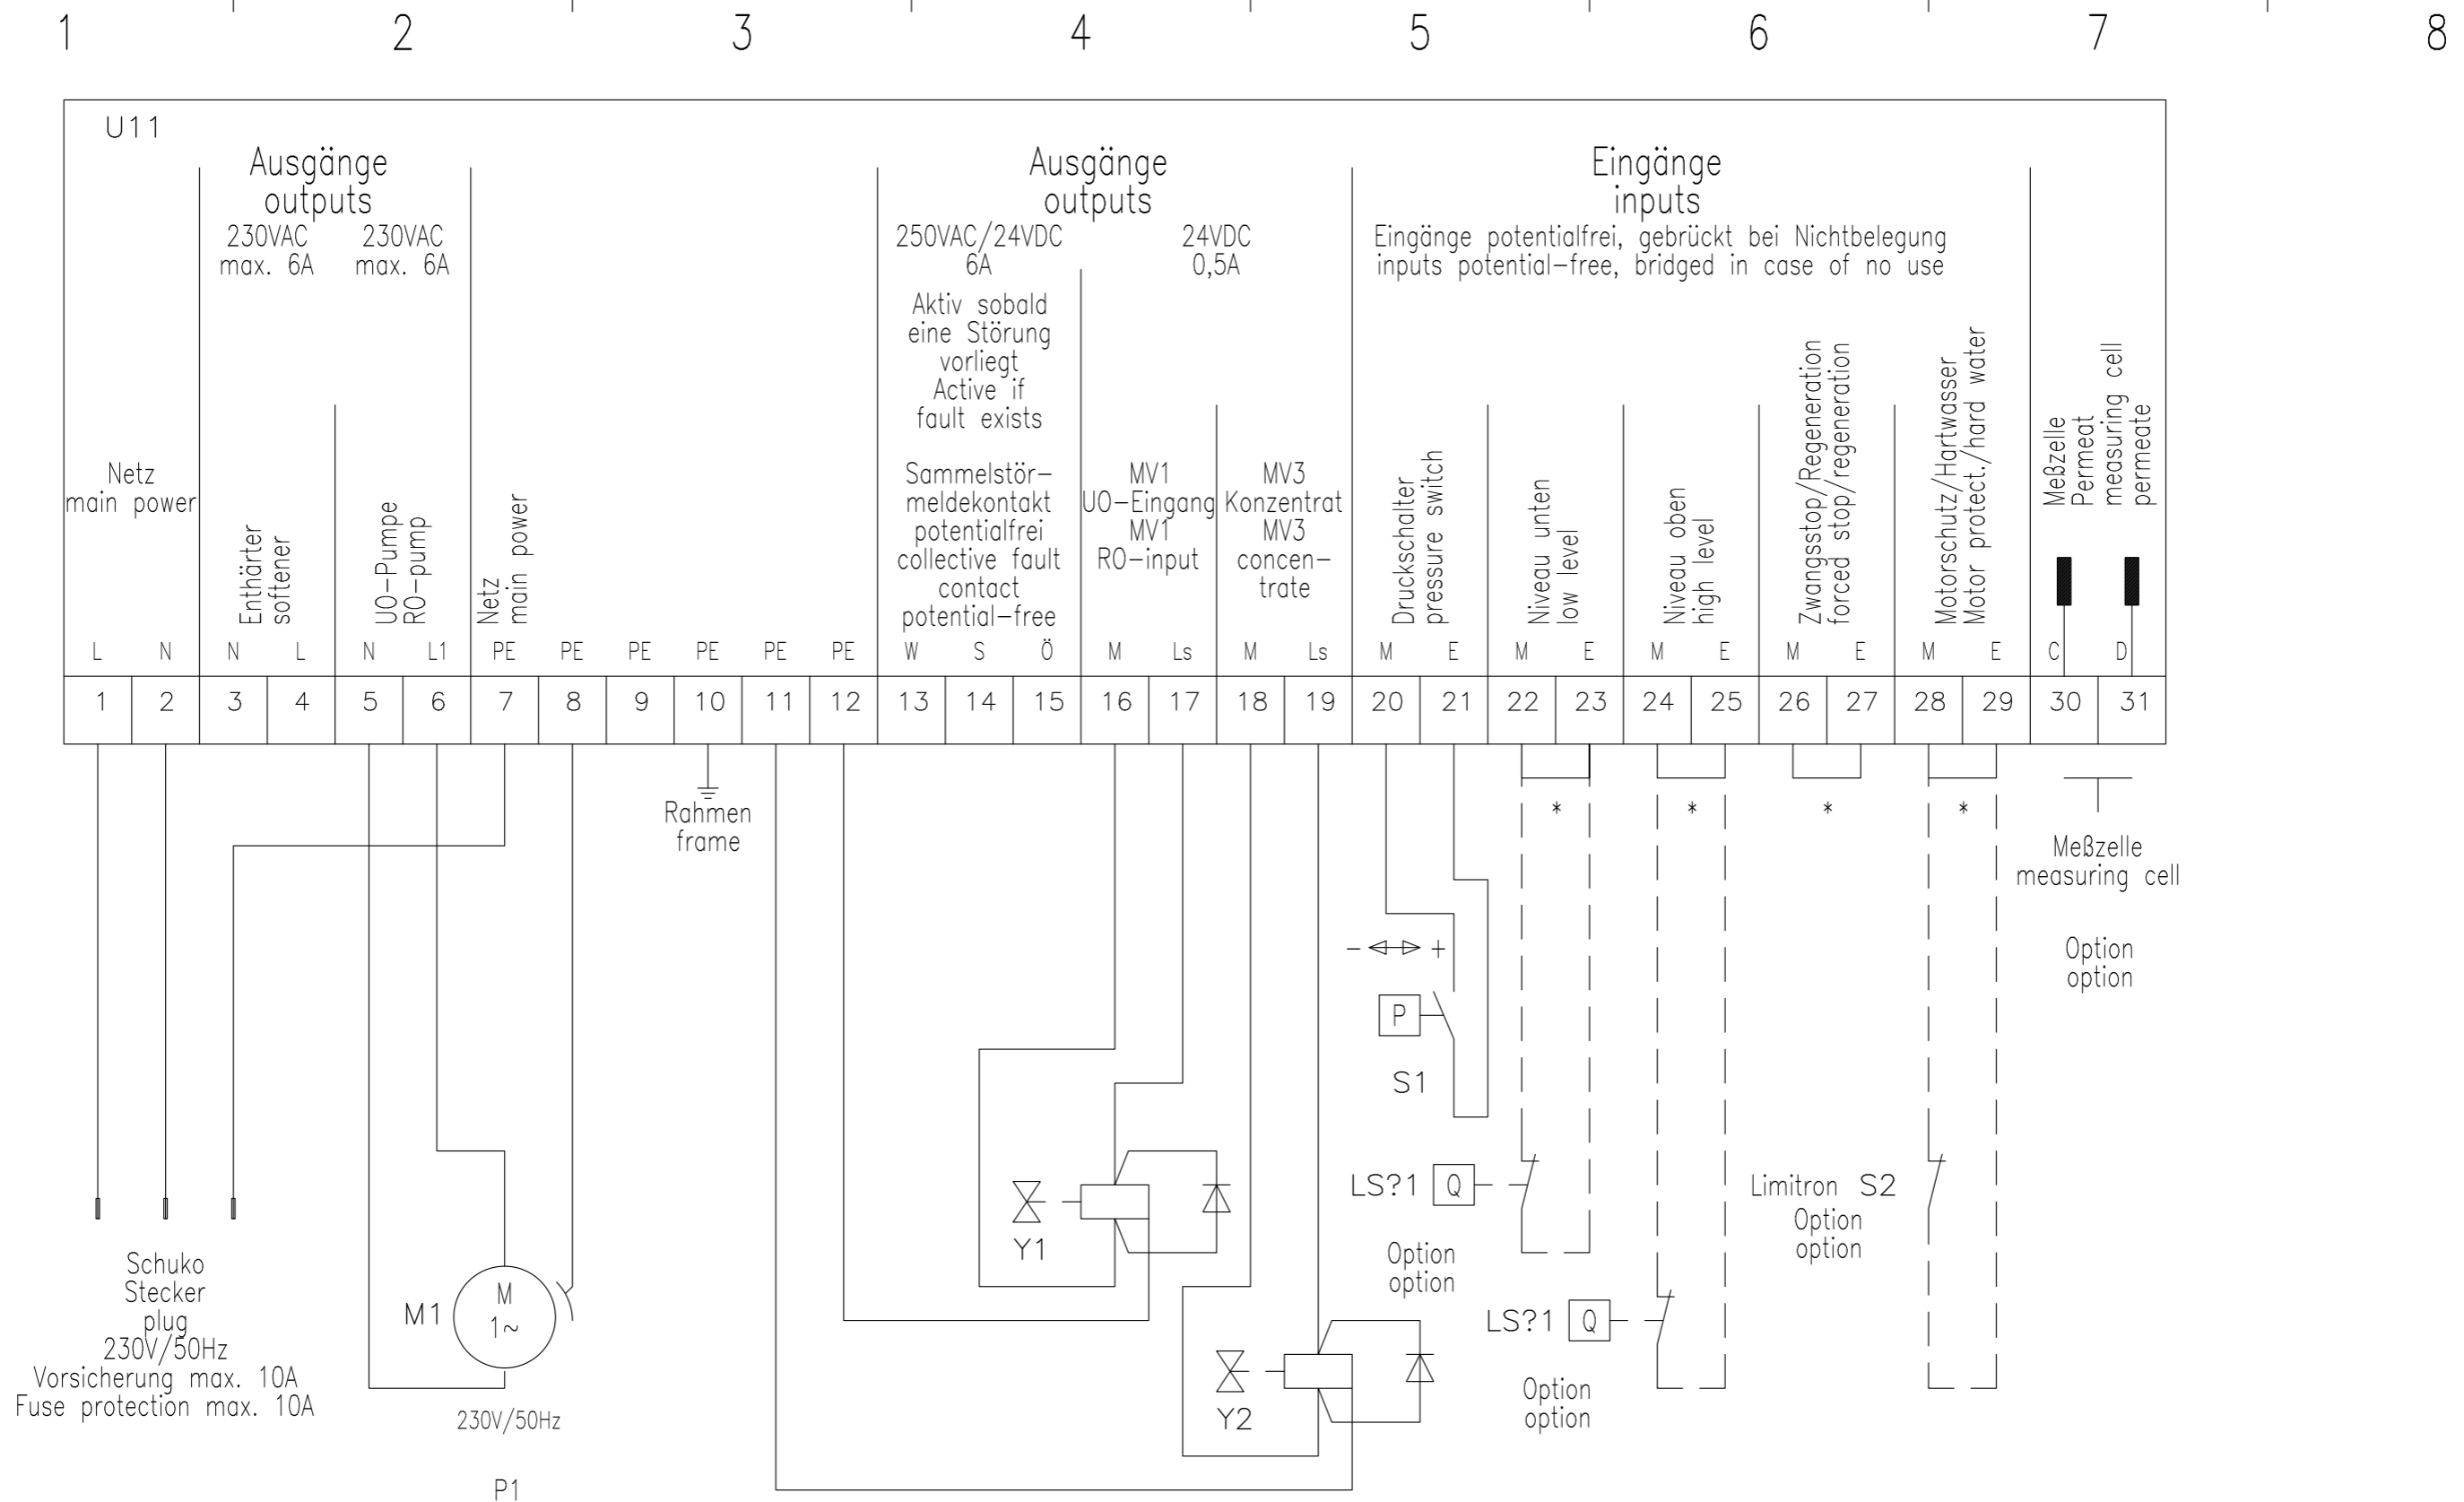 1 2 3 4 5 6 7 8
U11
Ausgänge
outputs
230VAC
max. 6A
230VAC
max. 6A
Ausgänge
outputs
250VAC/24VDC
6A
24VDC
0,5A
Eingänge
inputs
Eingänge potentialfrei, gebrückt bei Nichtbelegung
inputs potential-free, bridged in case of no use
Netz
main power
Enthärter
softener
UO-Pumpe
RO-pump
Netz
main power
Aktiv sobald
eine Störung
vorliegt
Active if
fault exists
Sammelstör-
meldekontakt
potentialfrei
collective fault
contact
potential-free
MV1
UO-Eingang
MV1
RO-input
MV3
Konzentrat
MV3
concen-
trate
Druckschalter
pressure switch
Niveau unten
low level
Niveau oben
high level
Zwangsstop/Regeneration
forced stop/regeneration
Motorschutz/Hartwasser
Motor protect./hard water
Meßzelle
Permeat
measuring cell
permeate
L N N L N L1 PE PE PE PE PE PE W S Ö M Ls M Ls M E M E M E M E M E C D
1 2 3 4 5 6 7 8 9 10 11 12 13 14 15 16 17 18 19 20 21 22 23 24 25 26 27 28 29 30 31
Rahmen
frame
* * * *
Meßzelle
measuring cell
Option
option
- +
P
S1
LS?1 Q
Option
option
LS?1 Q
Option
option
Limitron S2
Option
option
Y1
Y2
Schuko
Stecker
plug
230V/50Hz
Vorsicherung max. 10A
Fuse protection max. 10A
M1
M
1~
230V/50Hz
P1